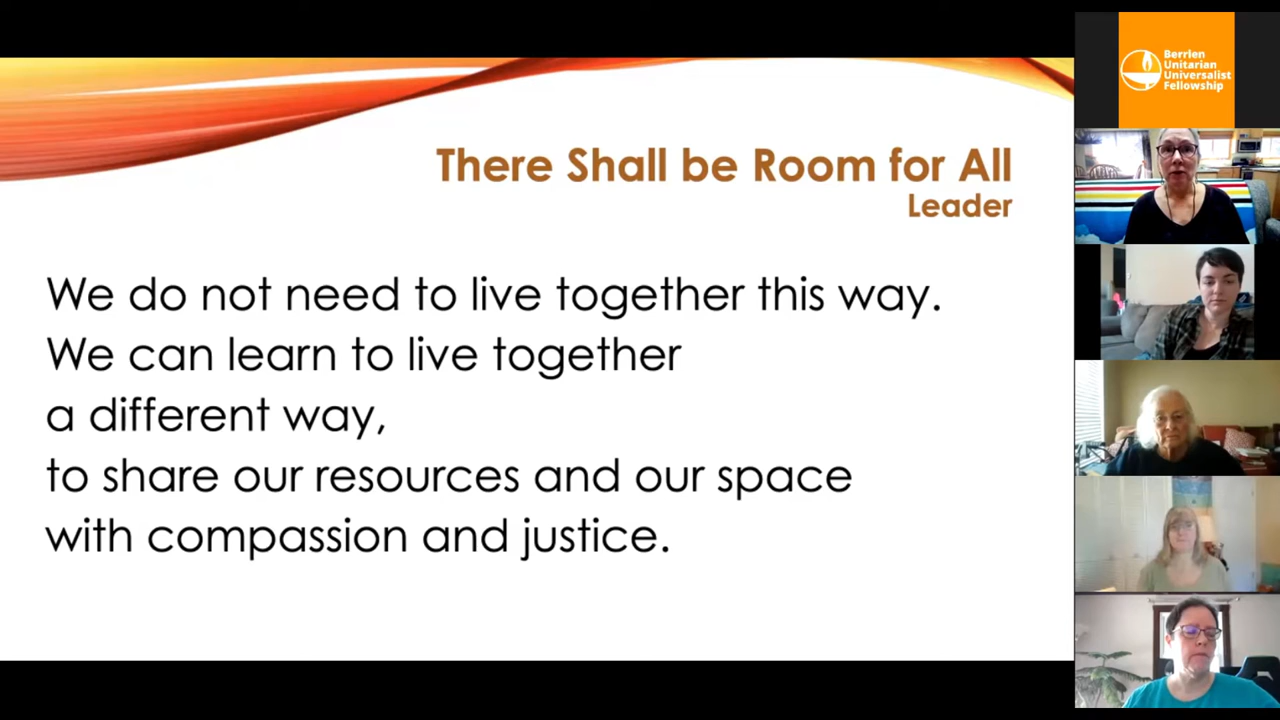 There Shall be Room for All
Leader
We do not need to live together this way.
We can learn to live together
a different way,
to share our resources and our space
with compassion and justice.
Berrien
Unitarian
Universalist
Fellowship